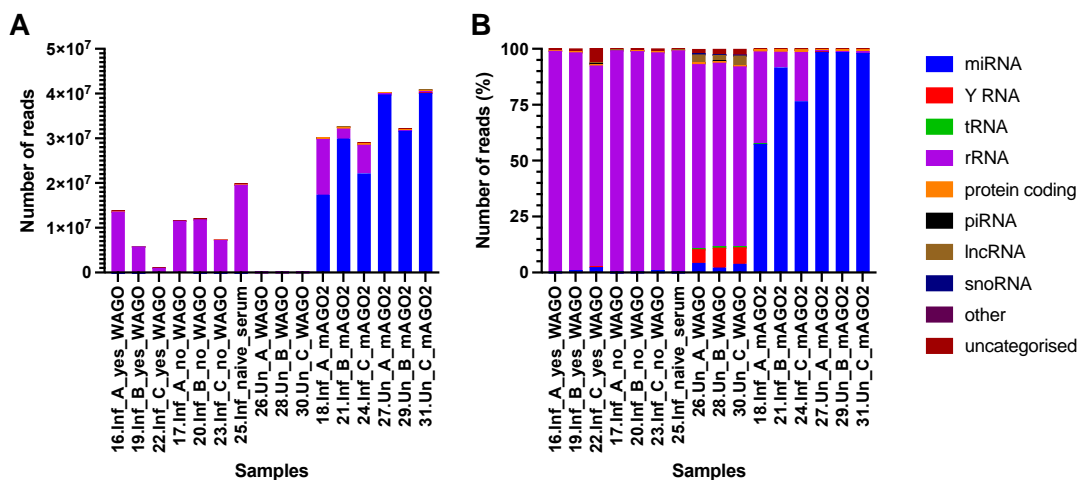 A
B
Number of reads
5×10⁷
4×10⁷
3×10⁷
2×10⁷
1×10⁷
0
16.Inf_A_yes_WAGO
19.Inf_B_yes_WAGO
22.Inf_C_yes_WAGO
17.Inf_A_no_WAGO
20.Inf_B_no_WAGO
23.Inf_C_no_WAGO
25.Inf_naive_serum
26.Un_A_WAGO
28.Un_B_WAGO
30.Un_C_WAGO
18.Inf_A_mAGO2
21.Inf_B_mAGO2
24.Inf_C_mAGO2
27.Un_A_mAGO2
29.Un_B_mAGO2
31.Un_C_mAGO2
Samples
Number of reads (%)
100
75
50
25
0
16.Inf_A_yes_WAGO
19.Inf_B_yes_WAGO
22.Inf_C_yes_WAGO
17.Inf_A_no_WAGO
20.Inf_B_no_WAGO
23.Inf_C_no_WAGO
25.Inf_naive_serum
26.Un_A_WAGO
28.Un_B_WAGO
30.Un_C_WAGO
18.Inf_A_mAGO2
21.Inf_B_mAGO2
24.Inf_C_mAGO2
27.Un_A_mAGO2
29.Un_B_mAGO2
31.Un_C_mAGO2
Samples
miRNA
Y RNA
tRNA
rRNA
protein coding
piRNA
lncRNA
snoRNA
other
uncategorised